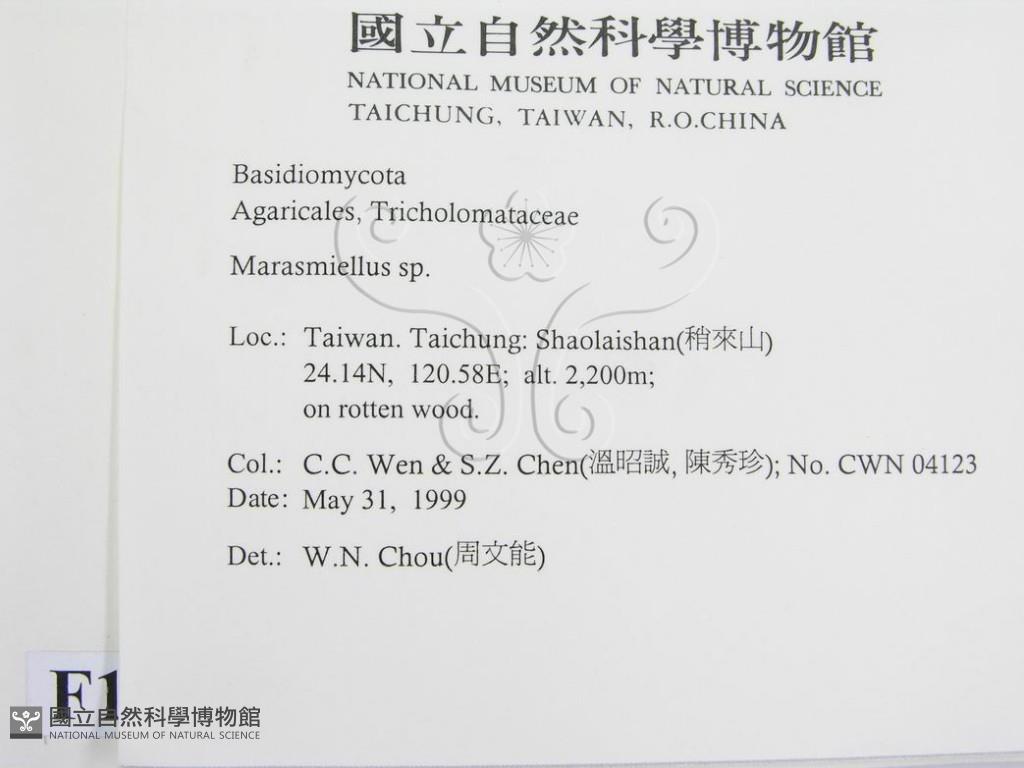 國立自然科學博物館
NATIONAL MUSEUM OF NATURAL SCIENCE
TAICHUNG, TAIWAN, R.O.CHINA
Basidiomycota
Agaricales, Tricholomataceae
Marasmiellus sp.
Loc.: Taiwan. Taichung: Shaolaishan(稍來山)
24.14N, 120.58E; alt. 2,200m;
on rotten wood.
Col.: C.C. Wen & S.Z. Chen(溫昭誠, 陳秀珍); No. CWN 04123
Date: May 31, 1999
Det.: W.N. Chou(周文能)
F1
國立自然科學博物館
NATIONAL MUSEUM OF NATURAL SCIENCE